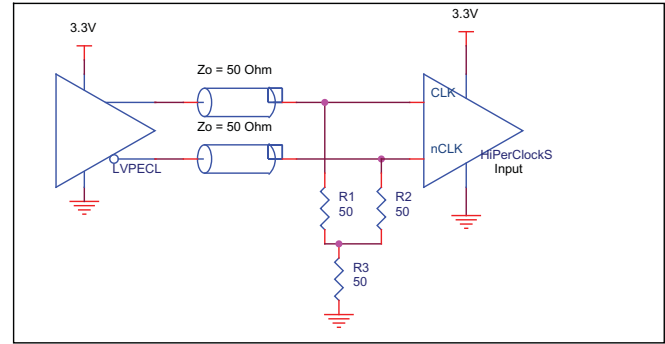 3.3V
3.3V
Zo = 50 Ohm
CLK
Zo = 50 Ohm
nCLK
LVPECL
HiPerClockS
Input
R1
50
R2
50
R3
50